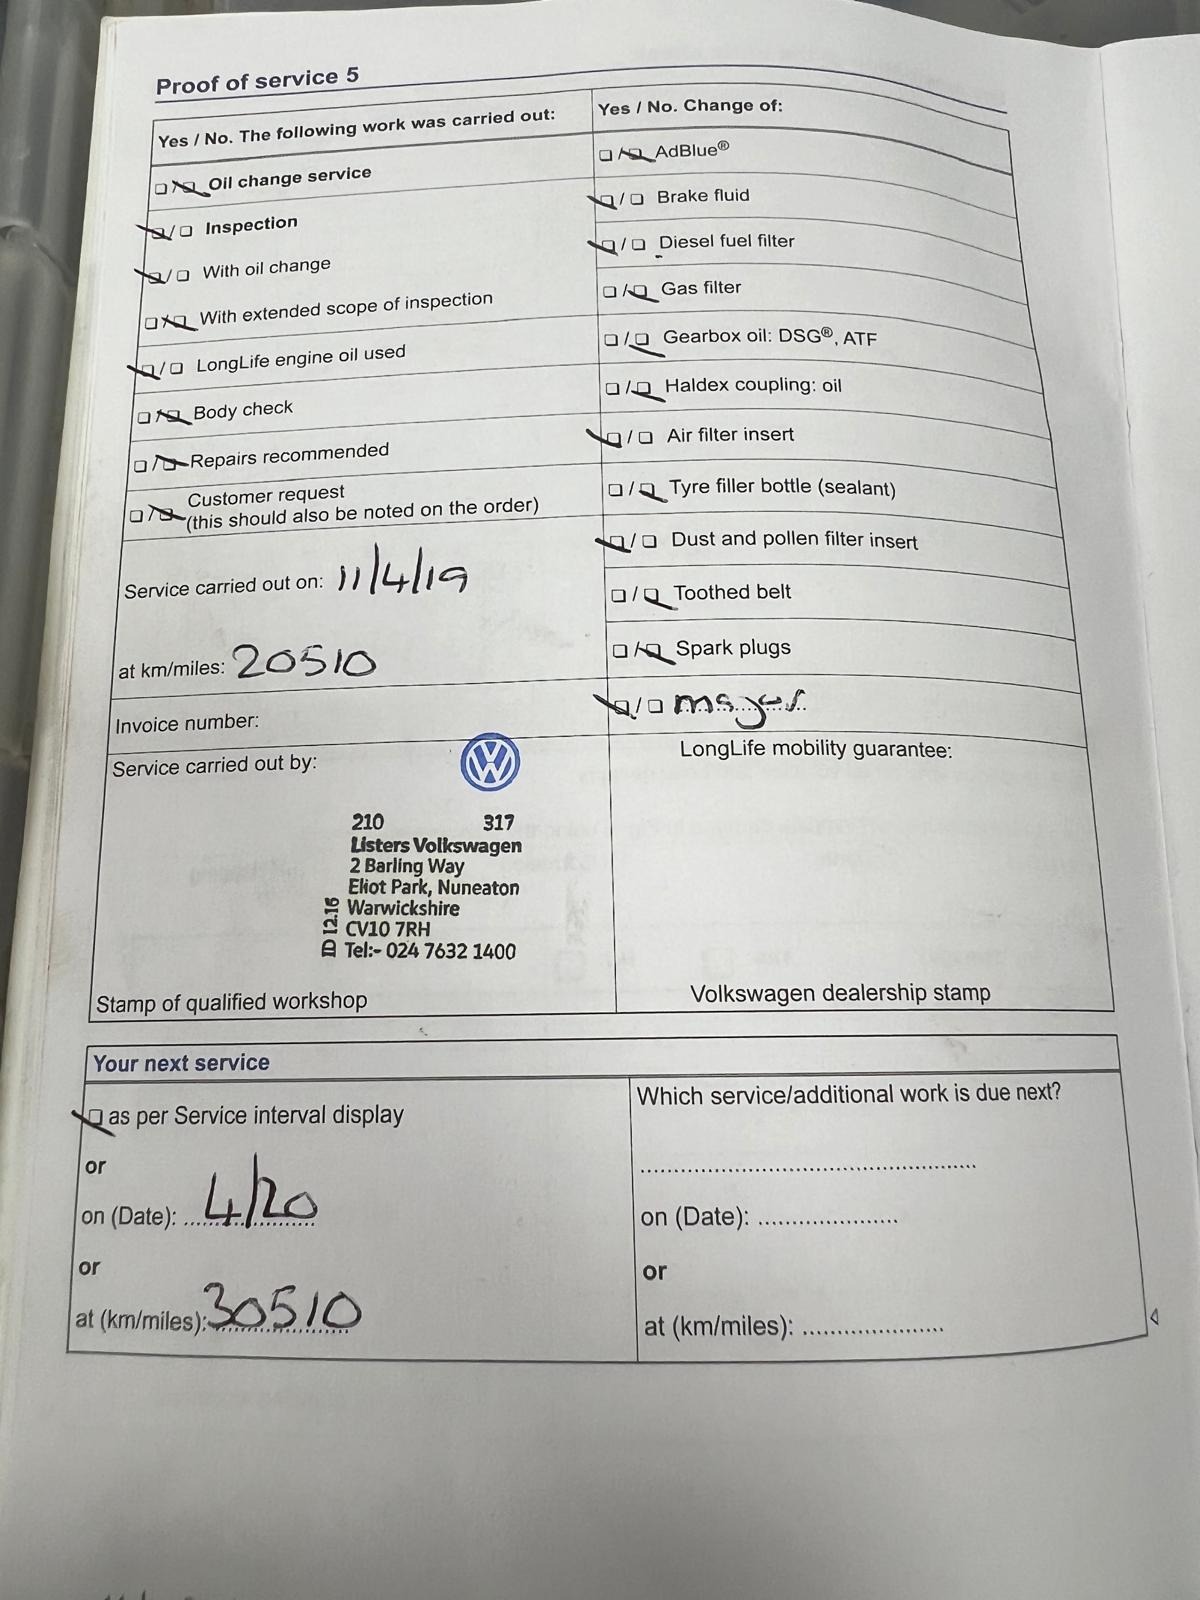 Proof of service 5
Yes / No. The following work was carried out:
Oil change service
Inspection
With oil change
With extended scope of inspection
LongLife engine oil used
Body check
Repairs recommended
Customer request
(this should also be noted on the order)
Service carried out on: 11/4/19
at km/miles: 20510
Invoice number:
Yes / No. Change of:
AdBlue®
Brake fluid
Diesel fuel filter
Gas filter
Gearbox oil: DSG®, ATF
Haldex coupling: oil
Air filter insert
Tyre filler bottle (sealant)
Dust and pollen filter insert
Toothed belt
Spark plugs
major
Service carried out by:
210 317
Listers Volkswagen
2 Barling Way
Eliot Park, Nuneaton
Warwickshire
CV10 7RH
Tel:- 024 7632 1400
ID 12.16
Stamp of qualified workshop
LongLife mobility guarantee:
Volkswagen dealership stamp
Your next service
as per Service interval display
or
on (Date): 4/20
or
at (km/miles): 30510
Which service/additional work is due next?
on (Date):
or
at (km/miles):